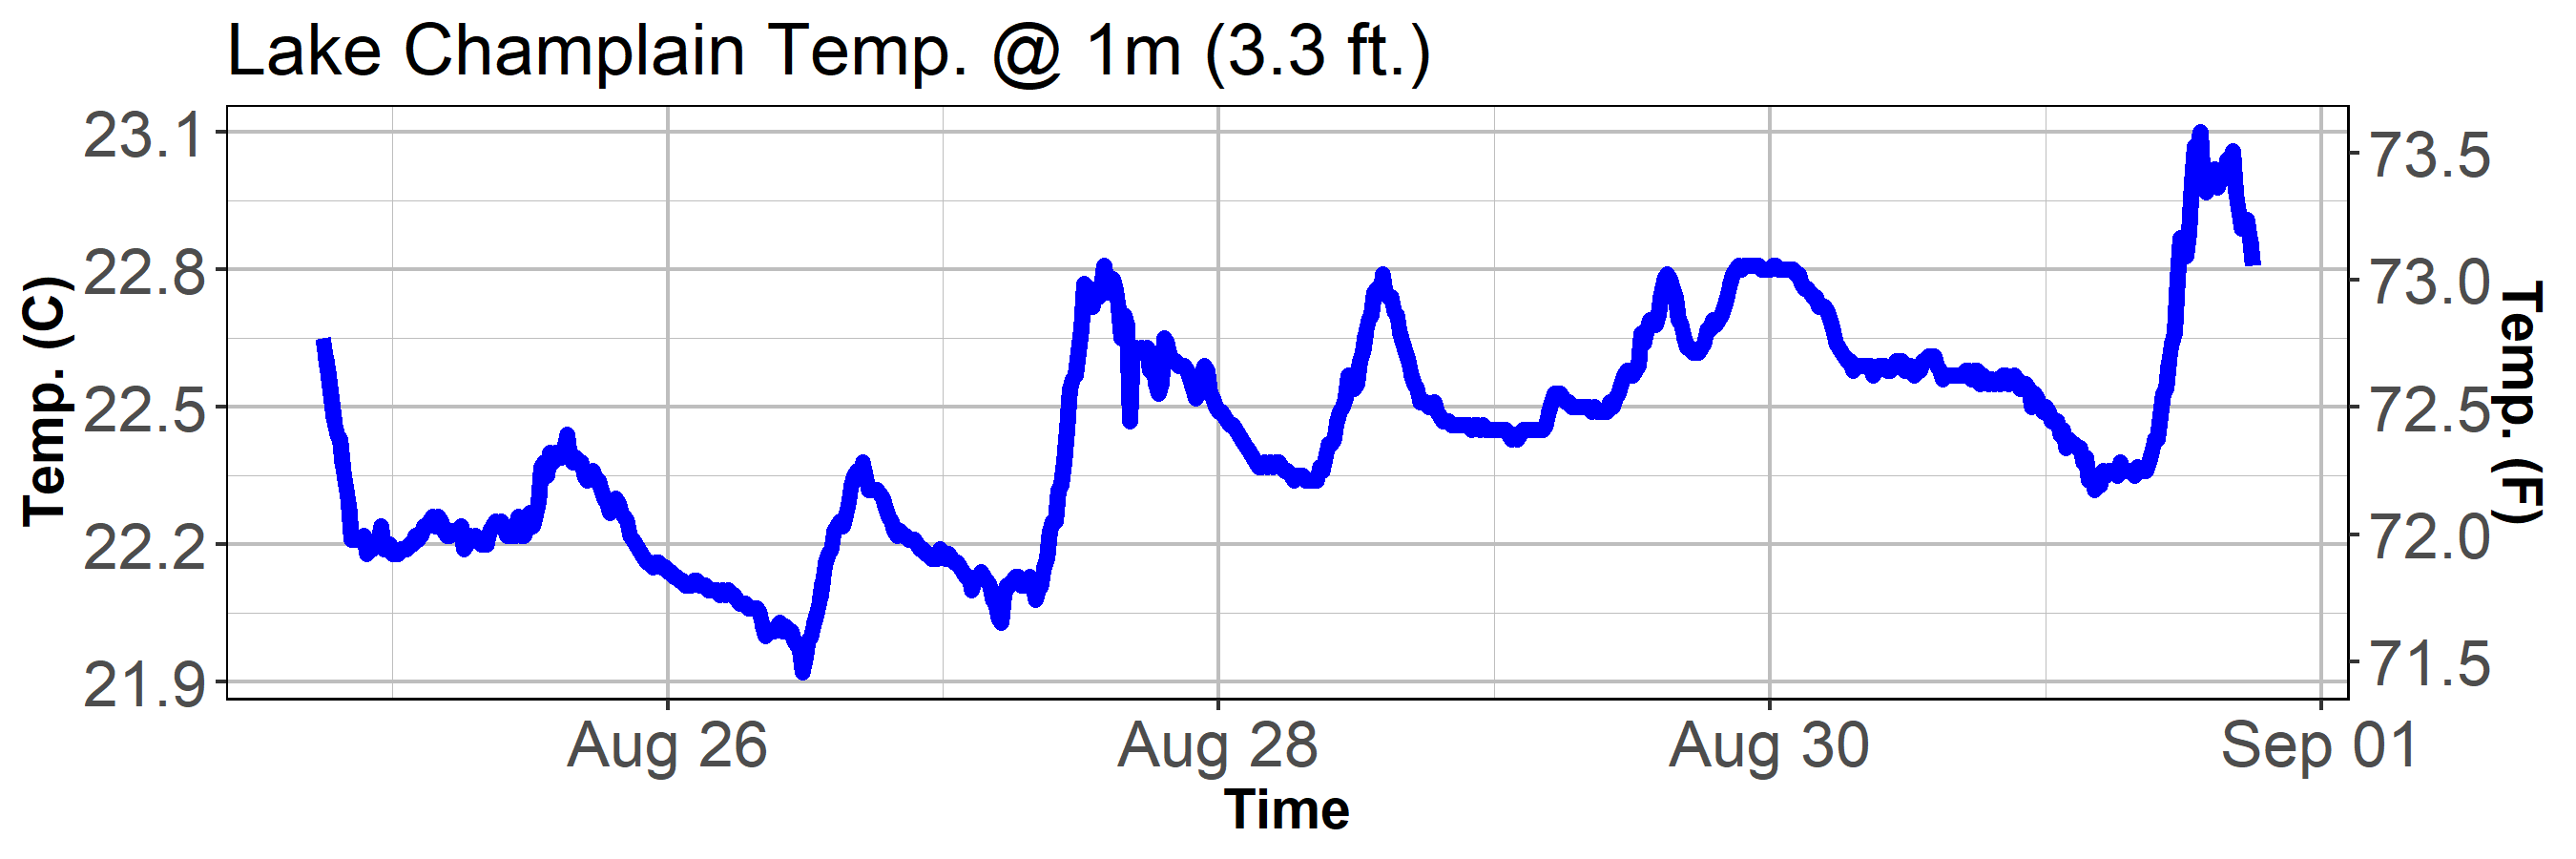 Lake Champlain Temp. @ 1m (3.3 ft.)
Temp. (C)
23.1
22.8
22.5
22.2
21.9
73.5
73.0
72.5
72.0
71.5
Temp. (F)
Aug 26 Aug 28 Aug 30 Sep 01
Time